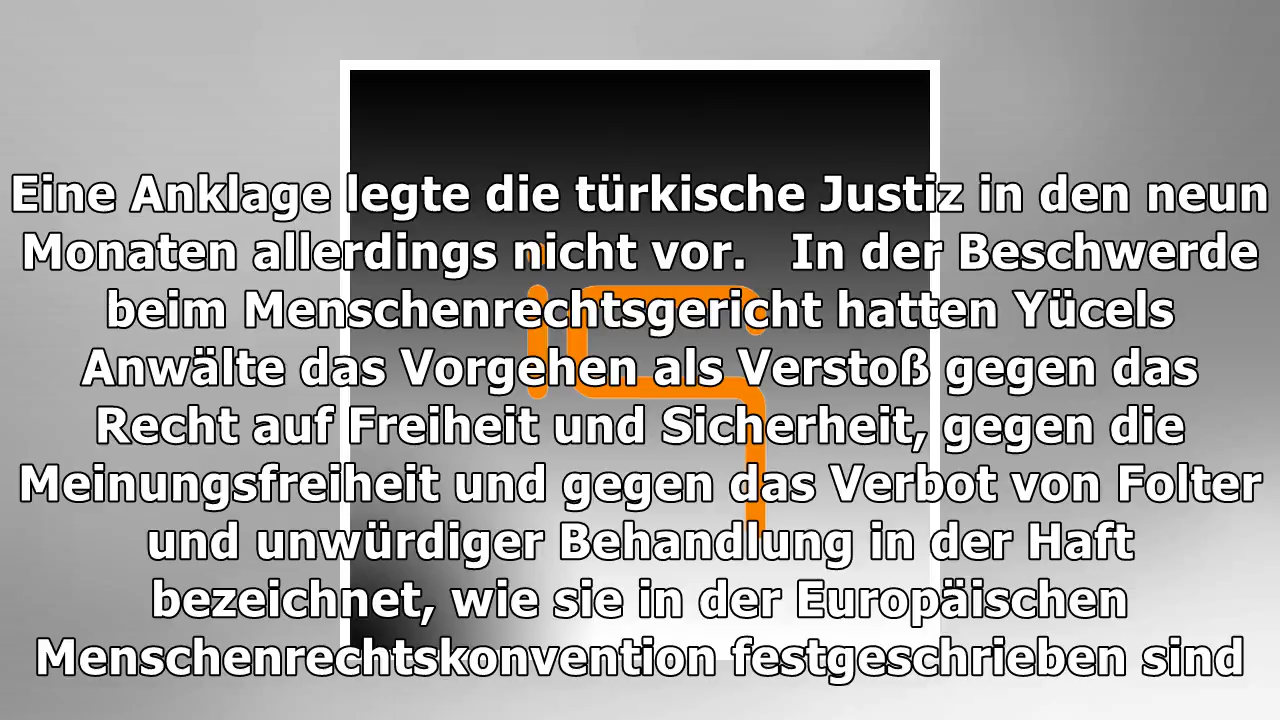 Eine Anklage legte die türkische Justiz in den neun
Monaten allerdings nicht vor.   In der Beschwerde
beim Menschenrechtsgericht hatten Yücels
Anwälte das Vorgehen als Verstoß gegen das
Recht auf Freiheit und Sicherheit, gegen die
Meinungsfreiheit und gegen das Verbot von Folter
und unwürdiger Behandlung in der Haft
bezeichnet, wie sie in der Europäischen
Menschenrechtskonvention festgeschrieben sind